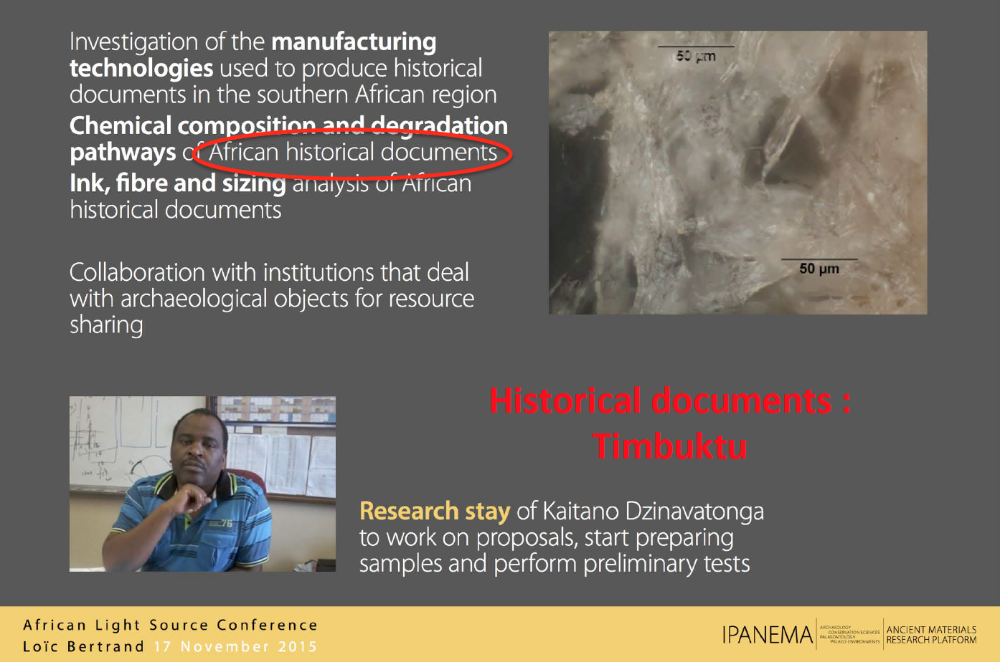 Investigation of the manufacturing
technologies used to produce historical
documents in the southern African region
Chemical composition and degradation
pathways of African historical documents
Ink, fibre and sizing analysis of African
historical documents
Collaboration with institutions that deal
with archaeological objects for resource
sharing
50 µm
50 µm
Historical documents :
Timbuktu
76
Research stay of Kaitano Dzinavatonga
to work on proposals, start preparing
samples and perform preliminary tests
African Light Source Conference
Loïc Bertrand 17 November 2015
IPANEMA
ARCHAEOLOGY
CONSERVATION SCIENCES
PALAEONTOLOGY
PALAEO-ENVIRONMENTS
ANCIENT MATERIALS
RESEARCH PLATFORM